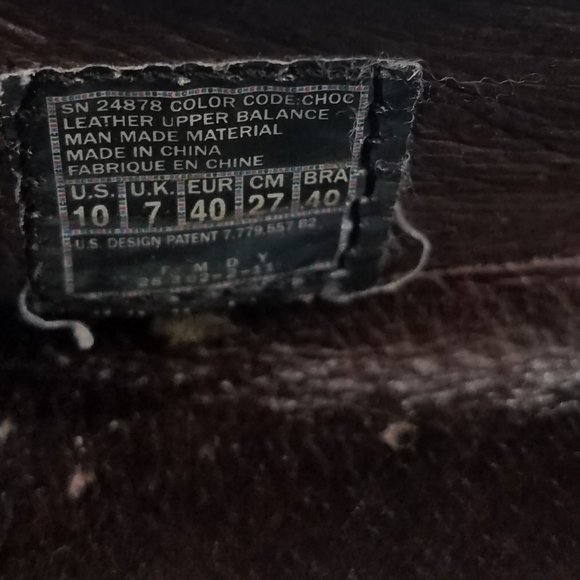 SN 24878 COLOR CODE:CHOC
LEATHER UPPER BALANCE
MAN MADE MATERIAL
MADE IN CHINA
FABRIQUE EN CHINE
U.S. U.K. EUR CM BRA
10 7 40 27 40
U.S. DESIGN PATENT 7.779.557 B2
F M D Y